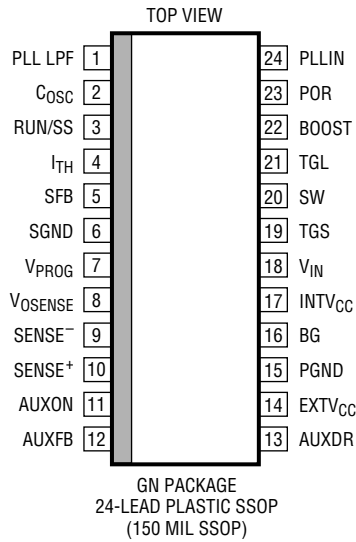 TOP VIEW
PLL LPF 1
24 PLLIN
COSC 2
23 POR
RUN/SS 3
22 BOOST
ITH 4
21 TGL
SFB 5
20 SW
SGND 6
19 TGS
VPROG 7
18 VIN
VOSENSE 8
17 INTVCC
SENSE– 9
16 BG
SENSE+ 10
15 PGND
AUXON 11
14 EXTVCC
AUXFB 12
13 AUXDR
GN PACKAGE
24-LEAD PLASTIC SSOP
(150 MIL SSOP)